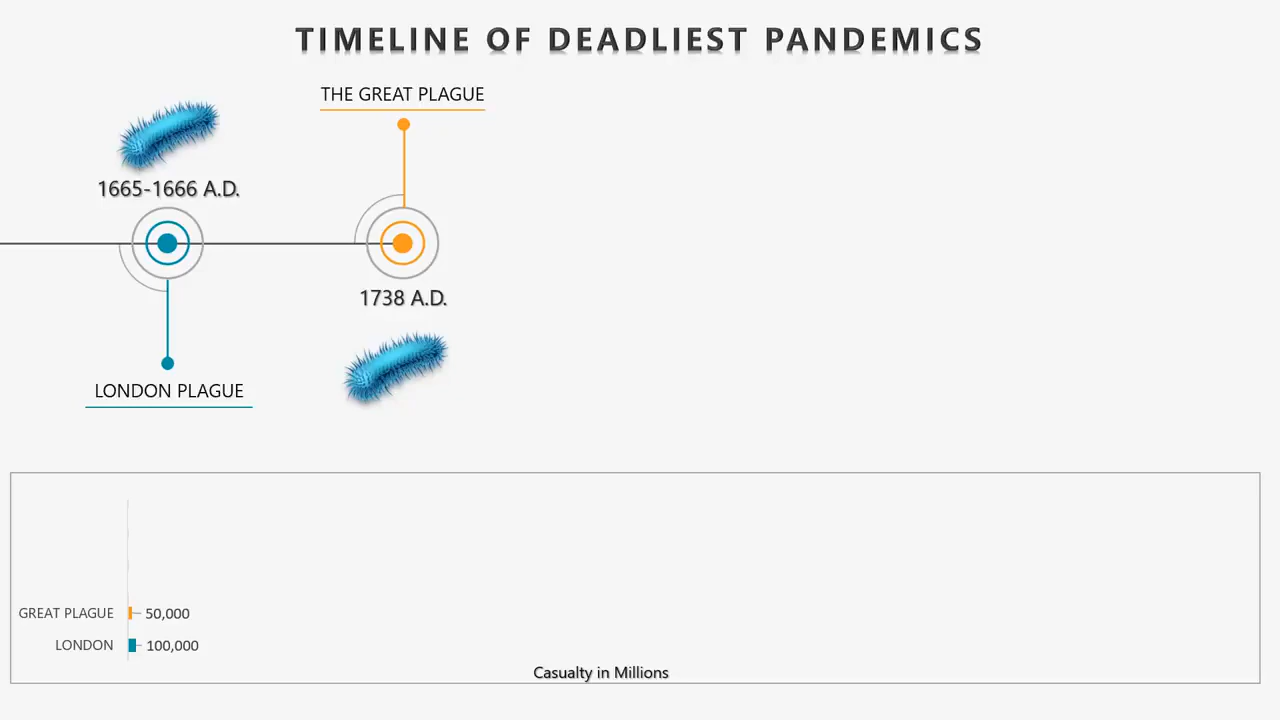 TIMELINE OF DEADLIEST PANDEMICS
THE GREAT PLAGUE
1665-1666 A.D.
1738 A.D.
LONDON PLAGUE
GREAT PLAGUE 50,000
LONDON 100,000
Casualty in Millions